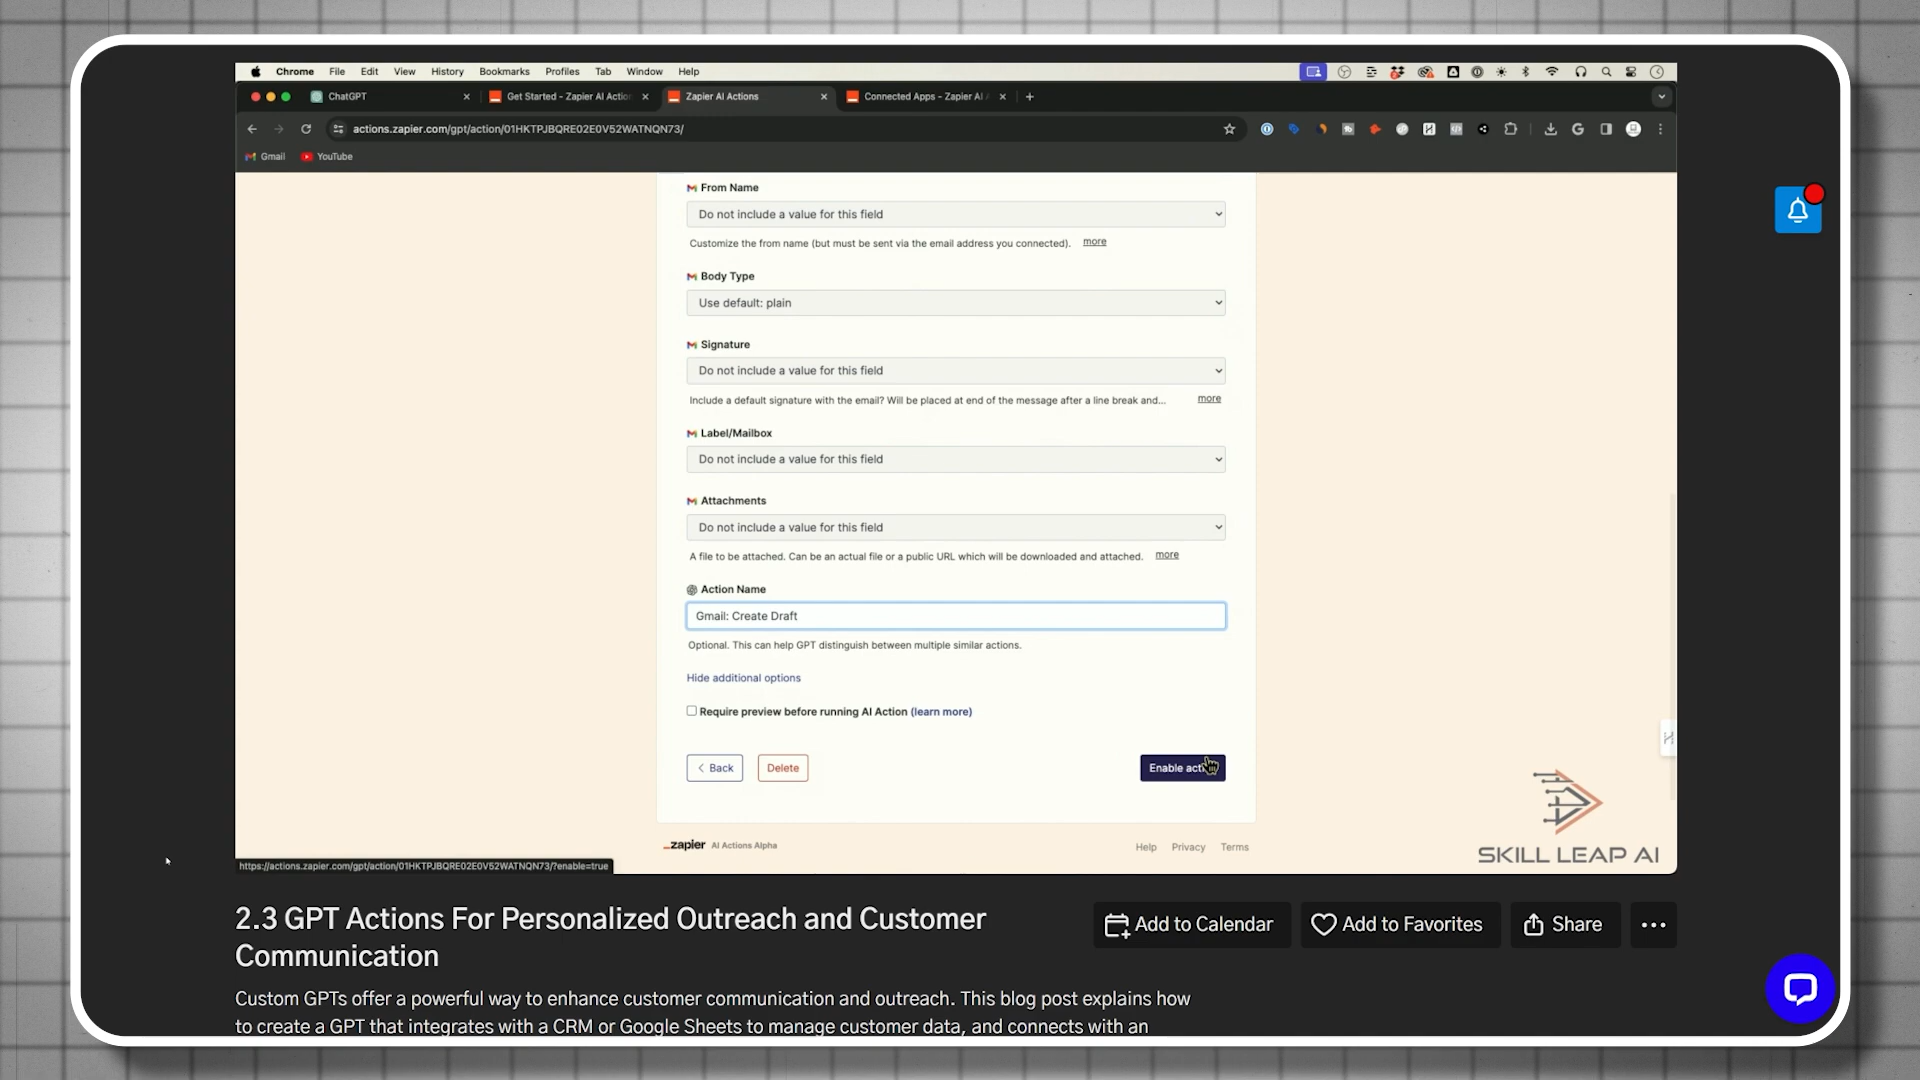 Chrome File Edit View History Bookmarks Profiles Tab Window Help
ChatGPT
Get Started - Zapier AI Action
Zapier AI Actions
Connected Apps - Zapier AI
actions.zapier.com/gpt/action/01HKTPJBQRE02E0V52WATNQN73/
Gmail YouTube
From Name
Do not include a value for this field
Customize the from name (but must be sent via the email address you connected). more
Body Type
Use default: plain
Signature
Do not include a value for this field
Include a default signature with the email? Will be placed at end of the message after a line break and... more
Label/Mailbox
Do not include a value for this field
Attachments
Do not include a value for this field
A file to be attached. Can be an actual file or a public URL which will be downloaded and attached. more
Action Name
Gmail: Create Draft
Optional. This can help GPT distinguish between multiple similar actions.
Hide additional options
Require preview before running AI Action (learn more)
Back Delete Enable acti
zapier AI Actions Alpha
Help Privacy Terms
SKILL LEAP AI
https://actions.zapier.com/gpt/action/01HKTPJBQRE02E0V52WATNQN73/?enable=true
2.3 GPT Actions For Personalized Outreach and Customer
Communication
Add to Calendar Add to Favorites Share
Custom GPTs offer a powerful way to enhance customer communication and outreach. This blog post explains how
to create a GPT that integrates with a CRM or Google Sheets to manage customer data, and connects with an